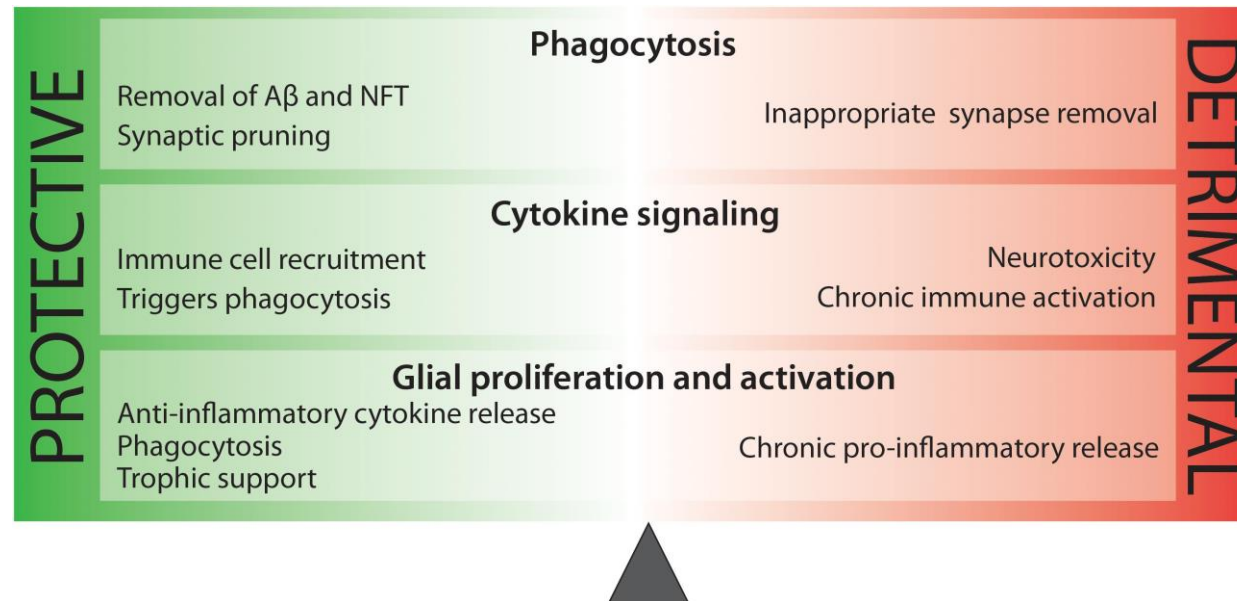 PROTECTIVE
Phagocytosis
Removal of Aβ and NFT
Synaptic pruning
Inappropriate synapse removal
Cytokine signaling
Immune cell recruitment
Triggers phagocytosis
Neurotoxicity
Chronic immune activation
Glial proliferation and activation
Anti-inflammatory cytokine release
Phagocytosis
Trophic support
Chronic pro-inflammatory release
DETRIMENTAL